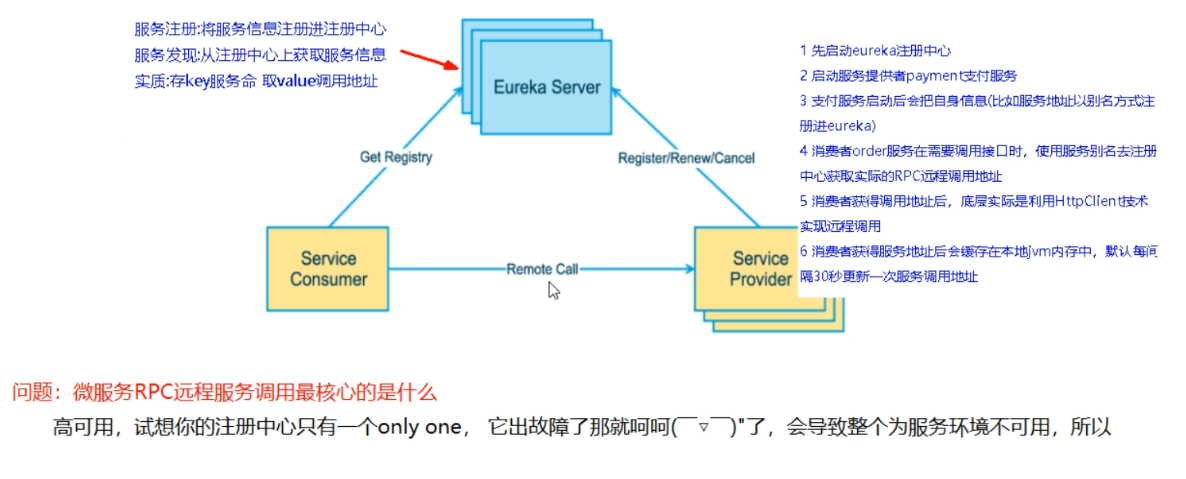 服务注册:将服务信息注册进注册中心
服务发现:从注册中心上获取服务信息
实质:存key服务命 取value调用地址
Eureka Server
Get Registry
Register/Renew/Cancel
Service
Consumer
Remote Call
Service
Provider
1 先启动eureka注册中心
2 启动服务提供者payment支付服务
3 支付服务启动后会把自身信息(比如服务地址以别名方式注
册进eureka)
4 消费者order服务在需要调用接口时，使用服务别名去注册
中心获取实际的RPC远程调用地址
5 消费者获得调用地址后，底层实际是利用HttpClient技术
实现远程调用
6 消费者获得服务地址后会缓存在本地jvm内存中，默认每间
隔30秒更新一次服务调用地址
问题：微服务RPC远程服务调用最核心的是什么
高可用，试想你的注册中心只有一个only one， 它出故障了那就呵呵(￣▽￣)"了，会导致整个为服务环境不可用，所以